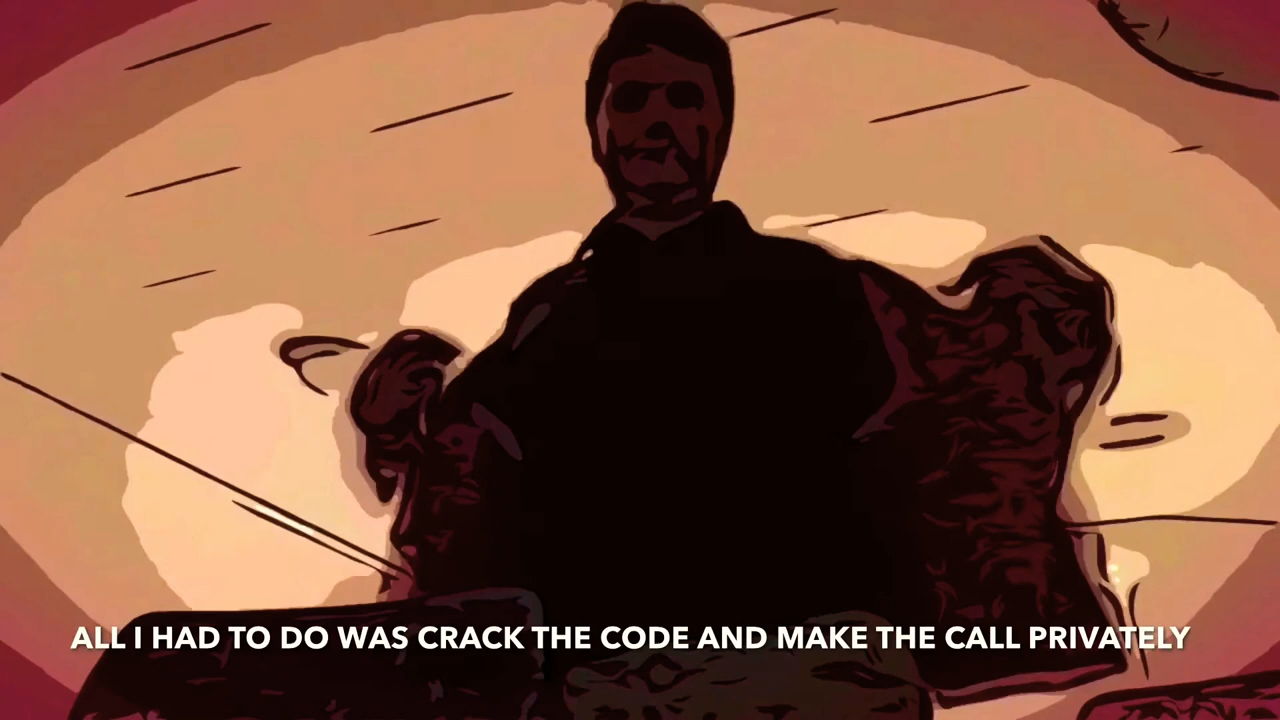 ALL I HAD TO DO WAS CRACK THE CODE AND MAKE THE CALL PRIVATELY